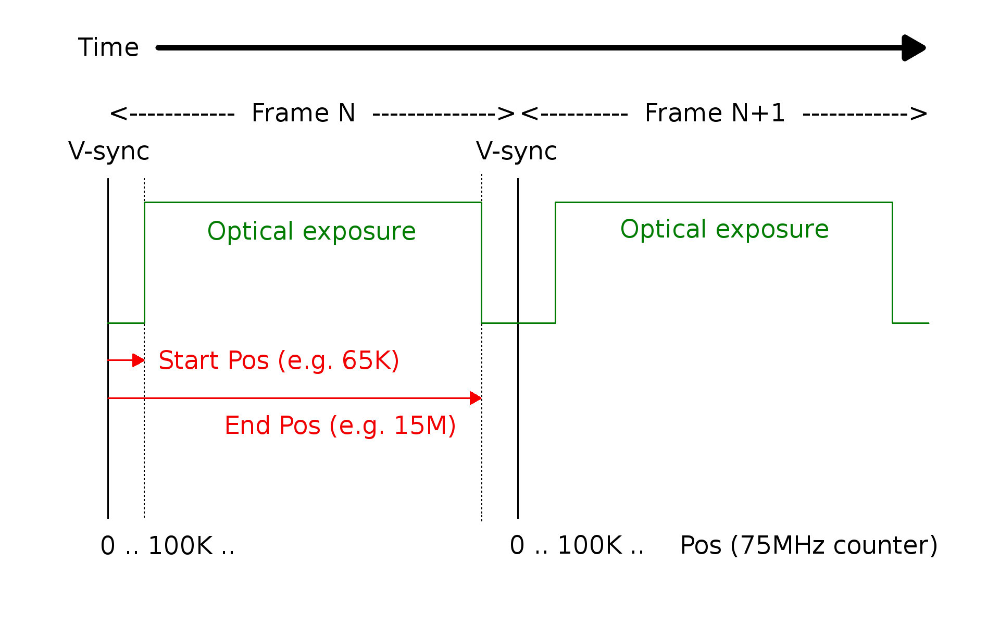 Time
<------------ Frame N --------------> <---------- Frame N+1 ------------>
V-sync V-sync
Optical exposure Optical exposure
Start Pos (e.g. 65K)
End Pos (e.g. 15M)
0 .. 100K .. 0 .. 100K .. Pos (75MHz counter)